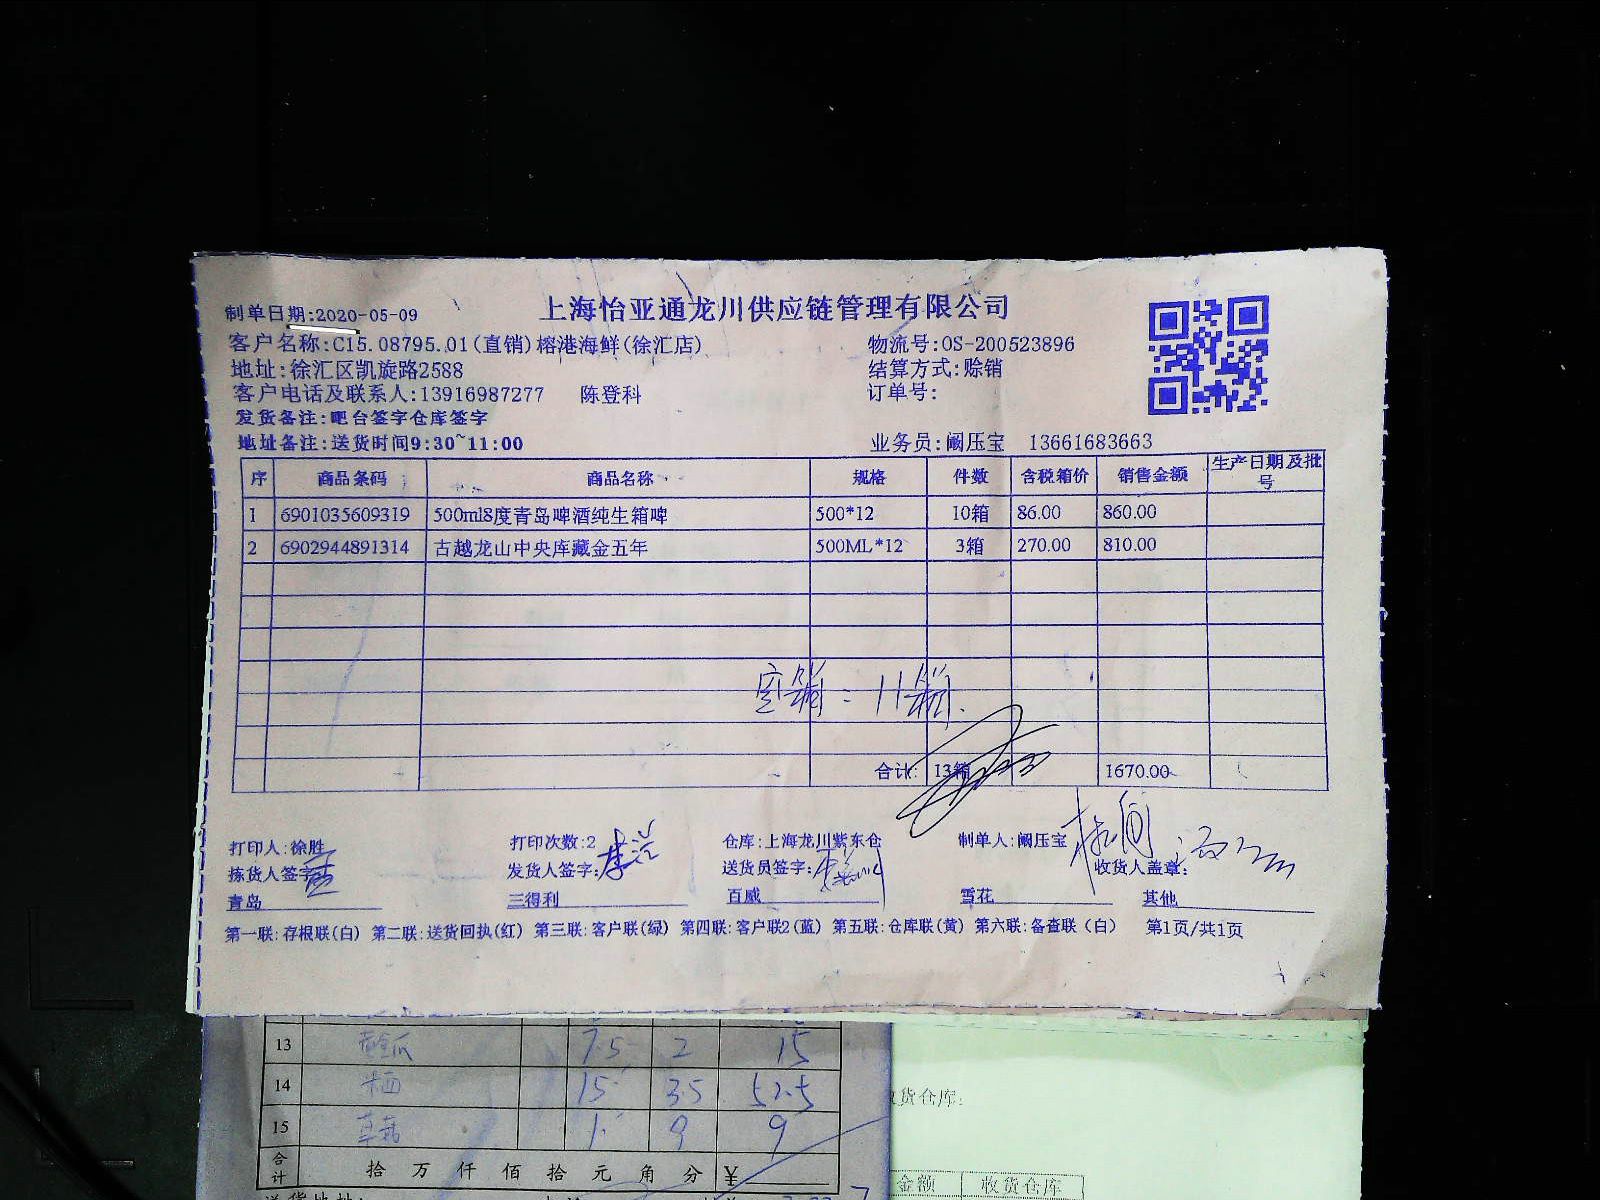 上海怡亚通龙川供应链管理有限公司
制单日期:2020-05-09
客户名称:C15.08795.01(直销)榕港海鲜(徐汇店) 物流号:OS-200523896
地址:徐汇区凯旋路2588 结算方式:赊销
客户电话及联系人:13916987277 陈登科 订单号:
发货备注:吧台签字仓库签字
地址备注:送货时间9:30~11:00 业务员:阚压宝 13661683663
序 商品条码 商品名称 规格 件数 含税箱价 销售金额 生产日期及批号
1 6901035609319 500ml8度青岛啤酒纯生箱啤 500*12 10箱 86.00 860.00
2 6902944891314 古越龙山中央库藏金五年 500ML*12 3箱 270.00 810.00
空箱:11箱.
合计: 13箱 1670.00
打印人:徐胜 打印次数:2 仓库:上海龙川紫东仓 制单人:阚压宝
拣货人签字: 发货人签字: 送货员签字: 收货人盖章:
青岛 三得利 百威 雪花 其他
第一联:存根联(白) 第二联:送货回执(红) 第三联:客户联(绿) 第四联:客户联2(蓝) 第五联:仓库联(黄) 第六联:备查联(白) 第1页/共1页
13 7.5 2 15
14 15 3.5 52.5
15 1 9 9
合计 拾 万 仟 佰 拾 元 角 分 ¥
货仓库:
金额 收货仓库